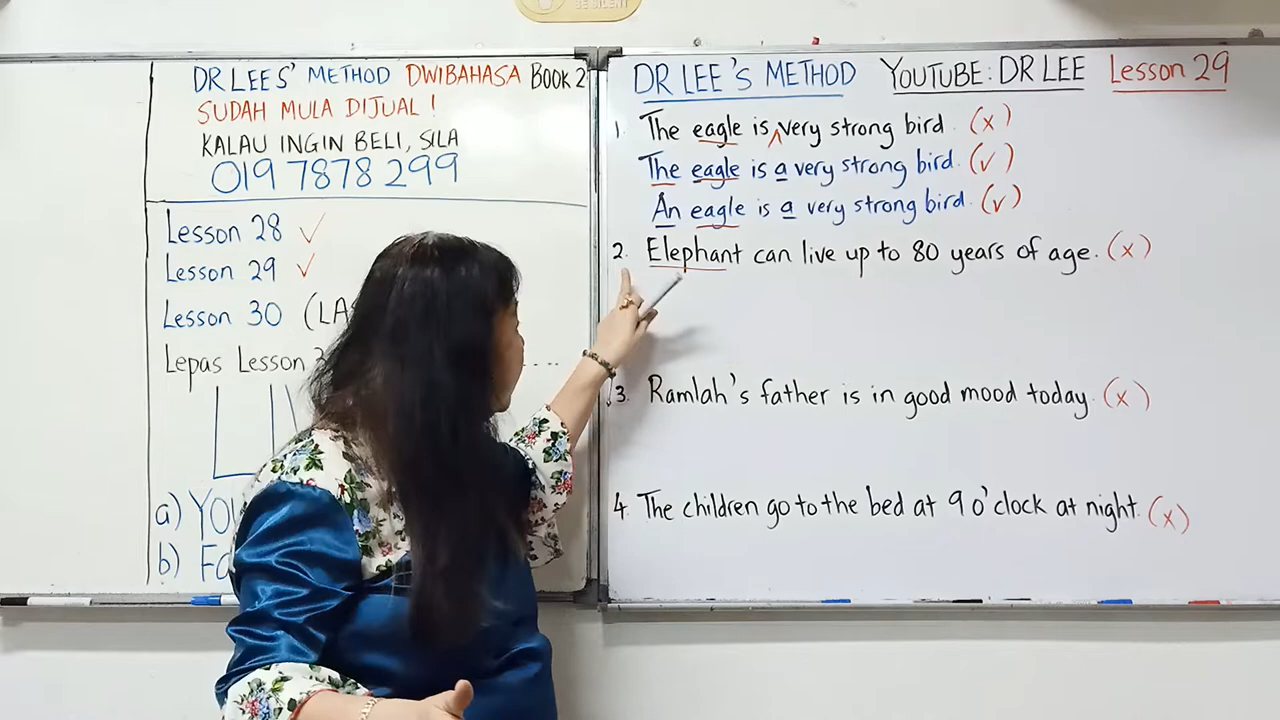 BE SILENT
DR LEES' METHOD DWIBAHASA BOOK 2
SUDAH MULA DIJUAL !
KALAU INGIN BELI, SILA
019 7878 299
Lesson 28 ✓
Lesson 29 ✓
Lesson 30
Lepas Lesson
a)
b)
DR LEE'S METHOD YOUTUBE: DR LEE Lesson 29
1. The eagle is ^ very strong bird. (x)
The eagle is a very strong bird. (✓)
An eagle is a very strong bird. (✓)
2. Elephant can live up to 80 years of age. (x)
3. Ramlah's father is in good mood today. (x)
4. The children go to the bed at 9 o'clock at night. (x)